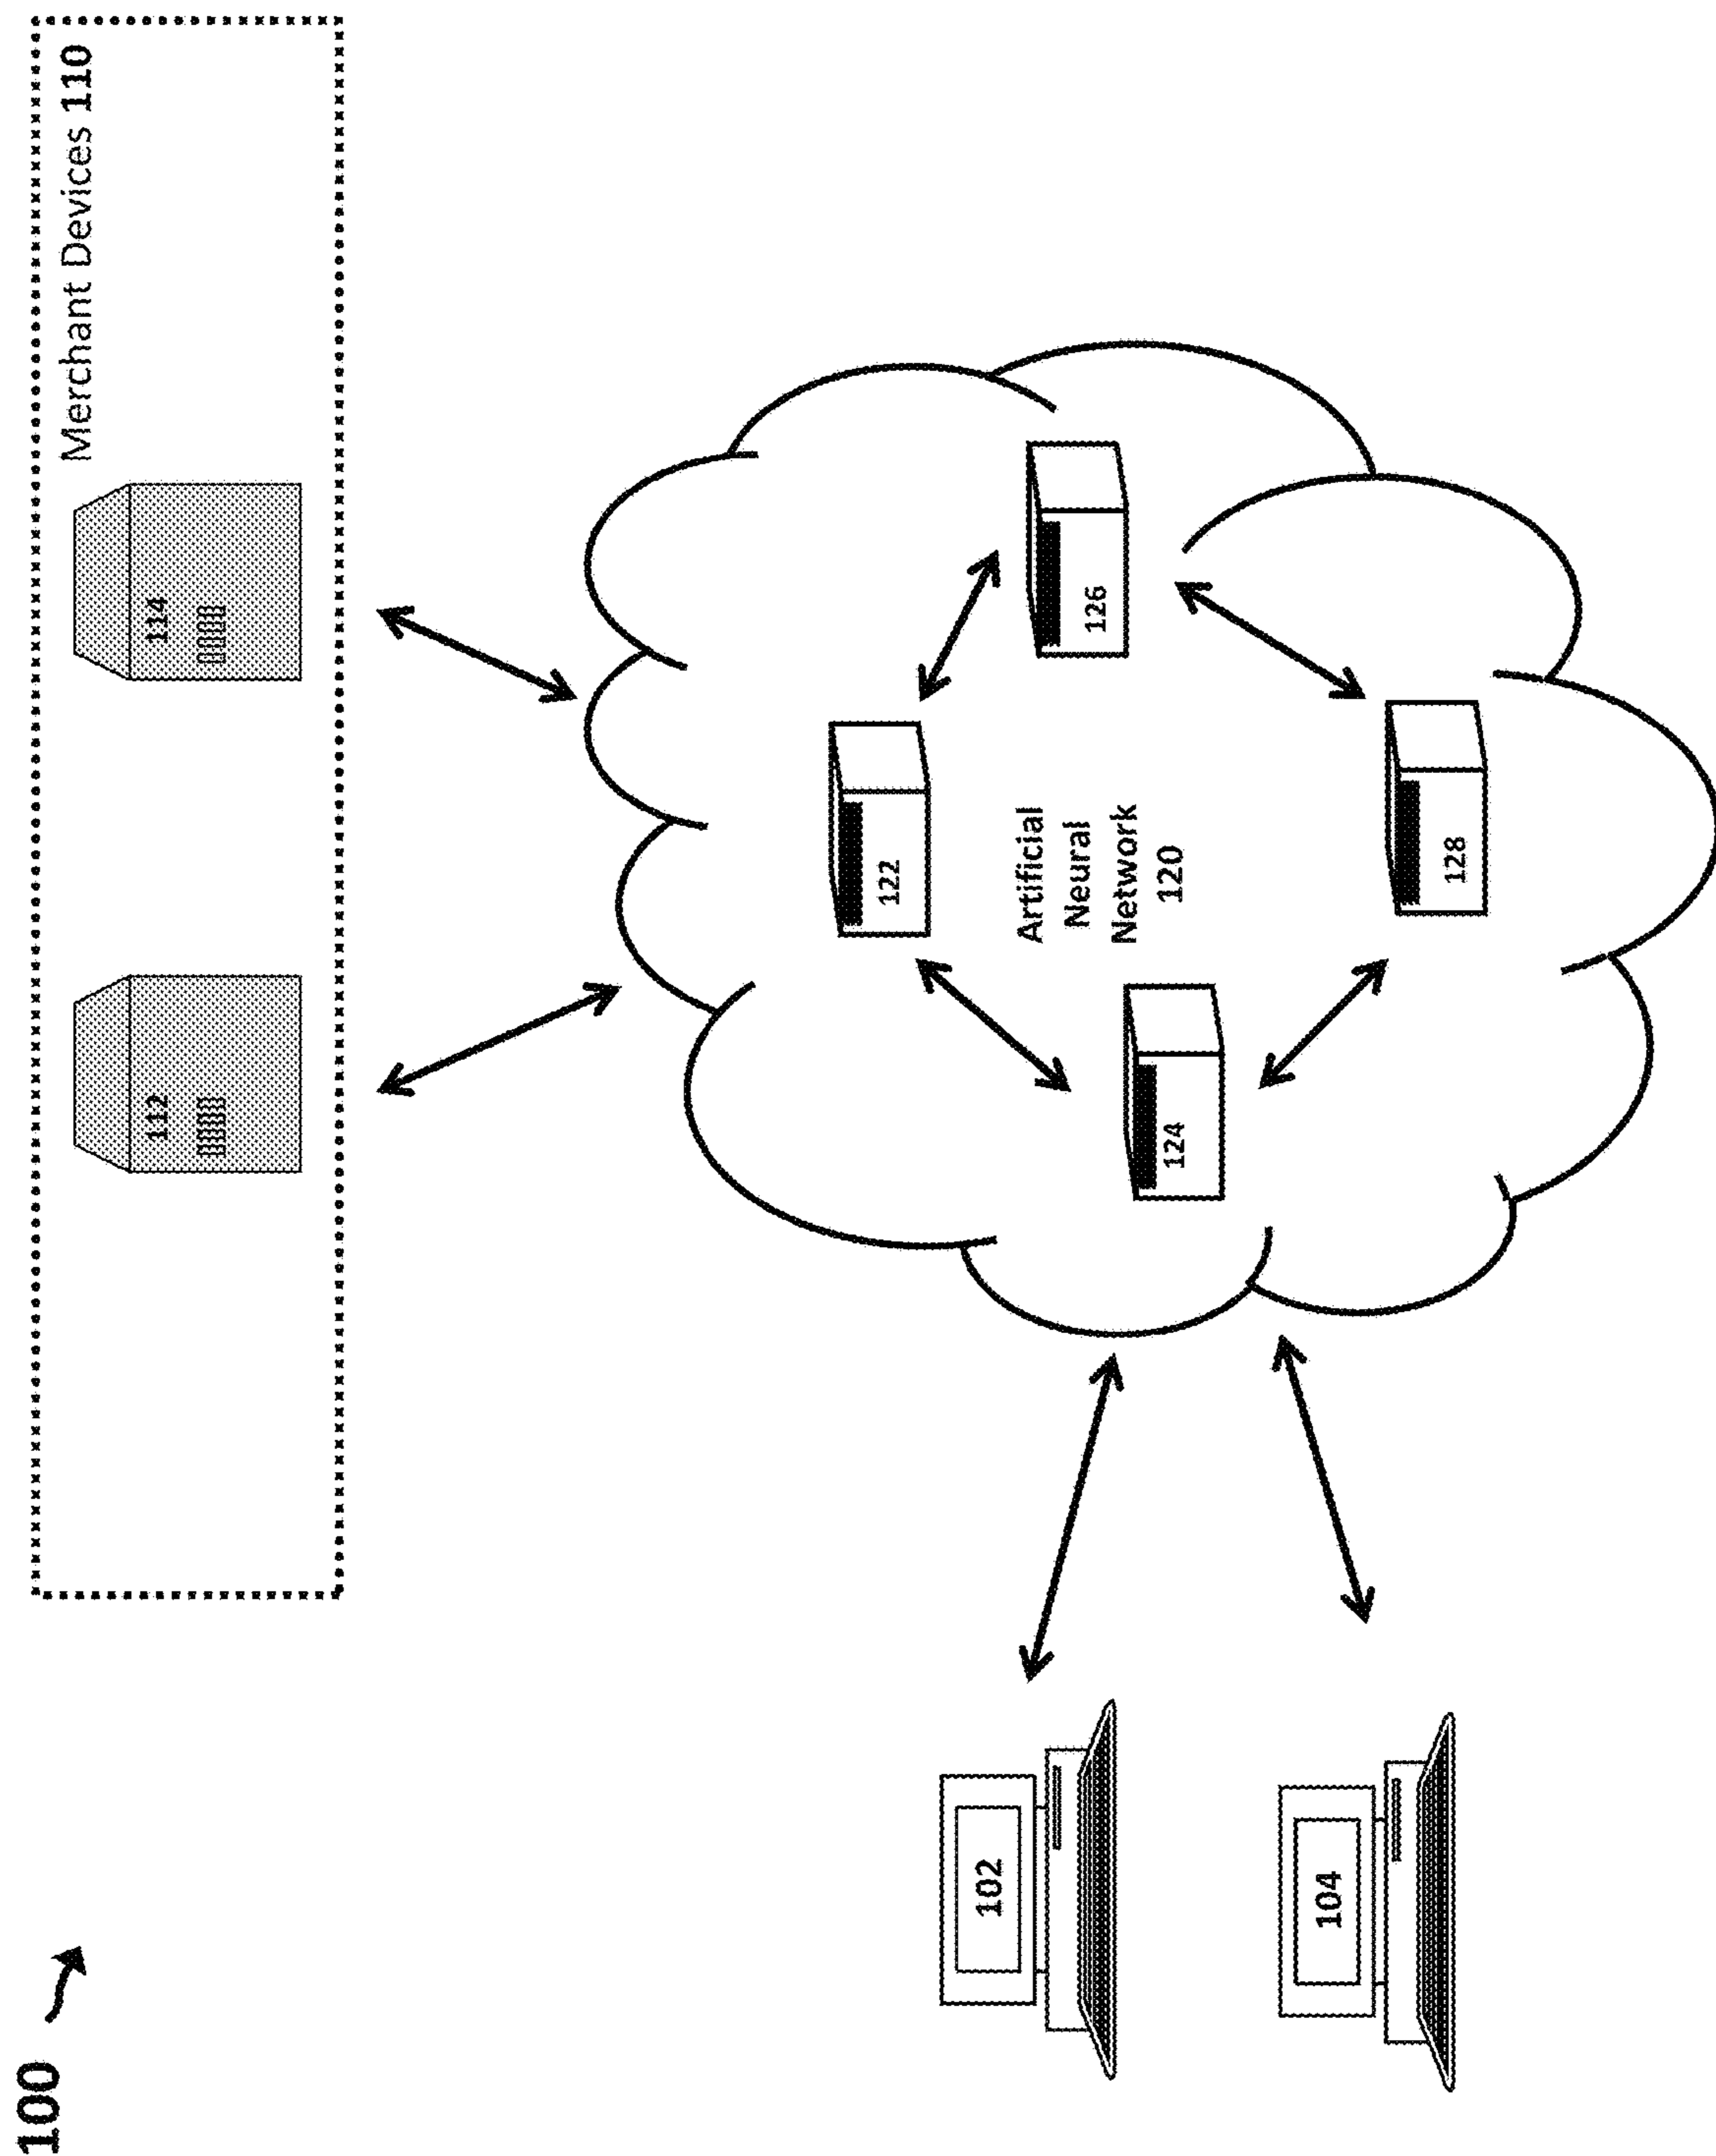 100
Merchant Devices 110
112
114
122
126
Artificial
Neural
Network
120
124
128
102
104